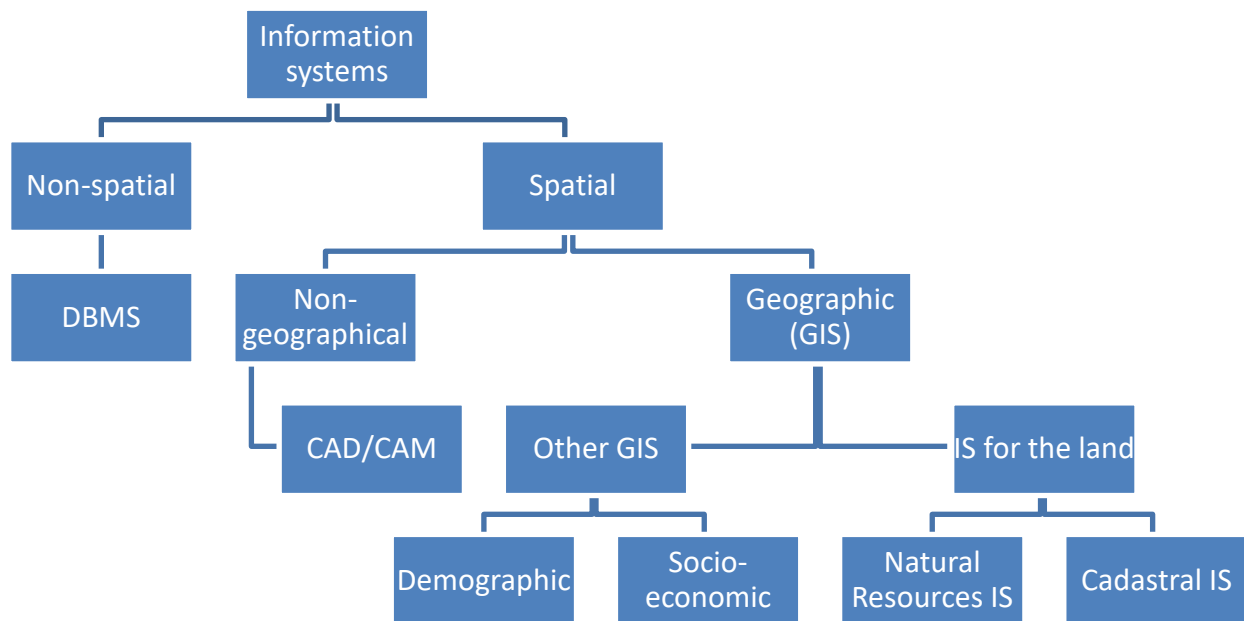 Information
systems
Non-spatial
Spatial
DBMS
Non-
geographical
Geographic
(GIS)
CAD/CAM
Other GIS
IS for the land
Demographic
Socio-
economic
Natural
Resources IS
Cadastral IS